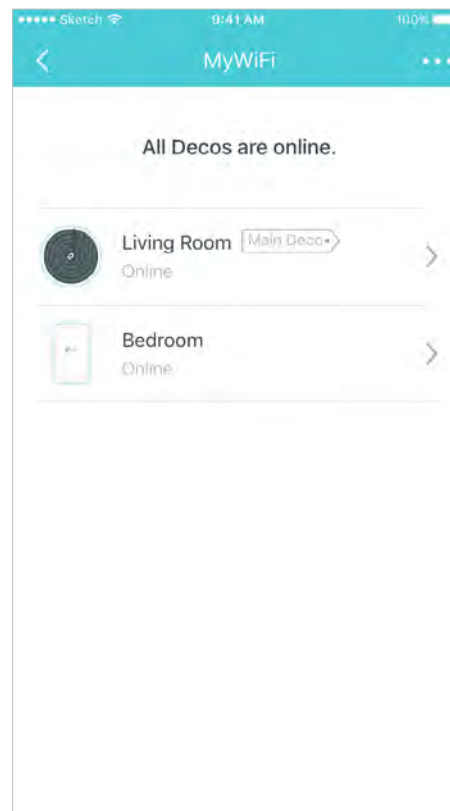 Sketch 9:41 AM 100%
MyWiFi
All Decos are online.
Living Room Main Deco
Online
Bedroom
Online